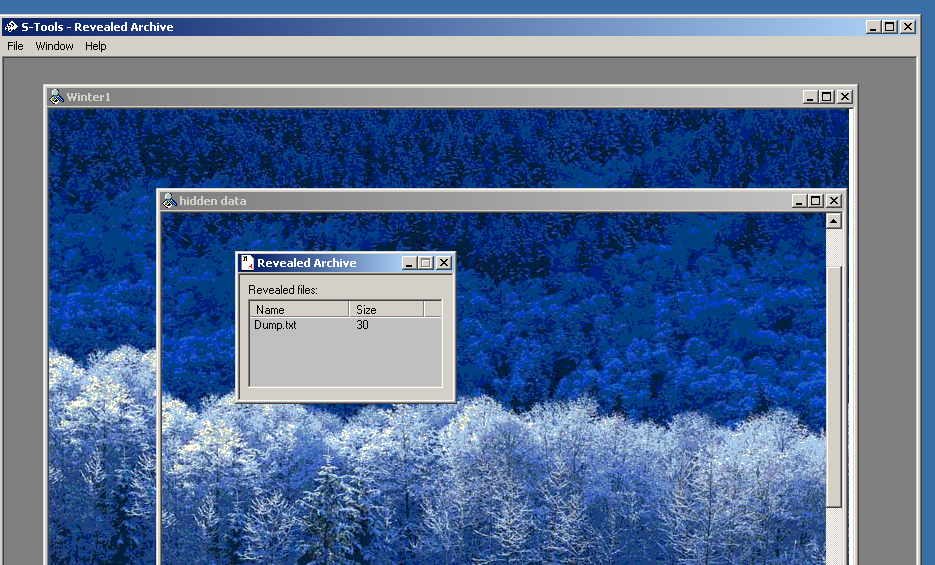 S-Tools - Revealed Archive
File Window Help
Winter1
hidden data
Revealed Archive
Revealed files:
Name Size
Dump.txt 30